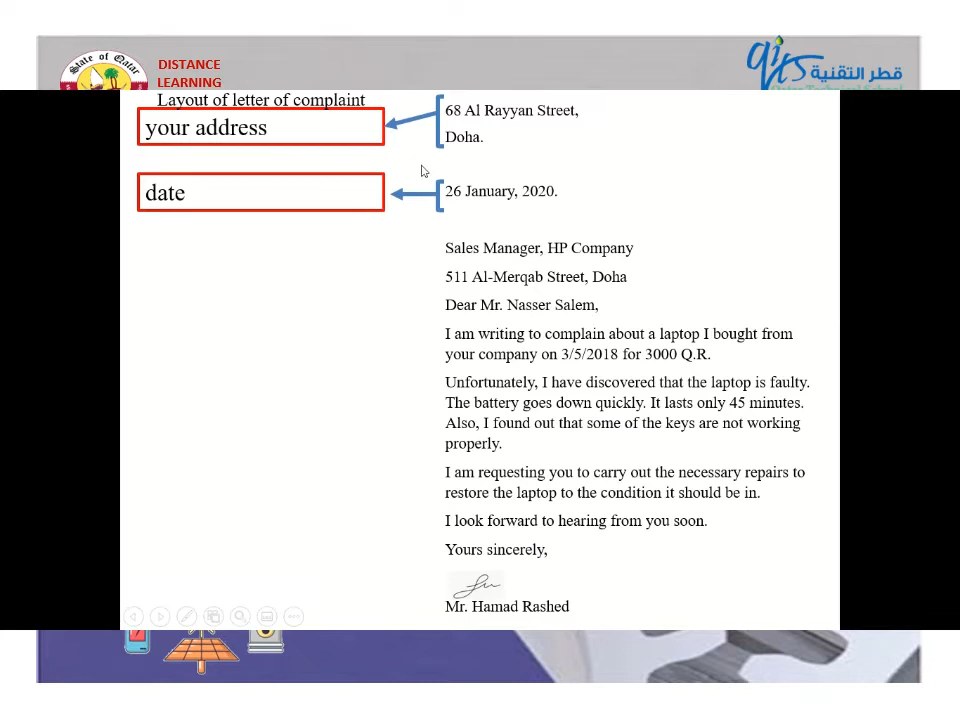 State of Qatar
DISTANCE
LEARNING
قطر التقنية
Layout of letter of complaint
your address
68 Al Rayyan Street,
Doha.
date
26 January, 2020.
Sales Manager, HP Company
511 Al-Merqab Street, Doha
Dear Mr. Nasser Salem,
I am writing to complain about a laptop I bought from
your company on 3/5/2018 for 3000 Q.R.
Unfortunately, I have discovered that the laptop is faulty.
The battery goes down quickly. It lasts only 45 minutes.
Also, I found out that some of the keys are not working
properly.
I am requesting you to carry out the necessary repairs to
restore the laptop to the condition it should be in.
I look forward to hearing from you soon.
Yours sincerely,
Mr. Hamad Rashed